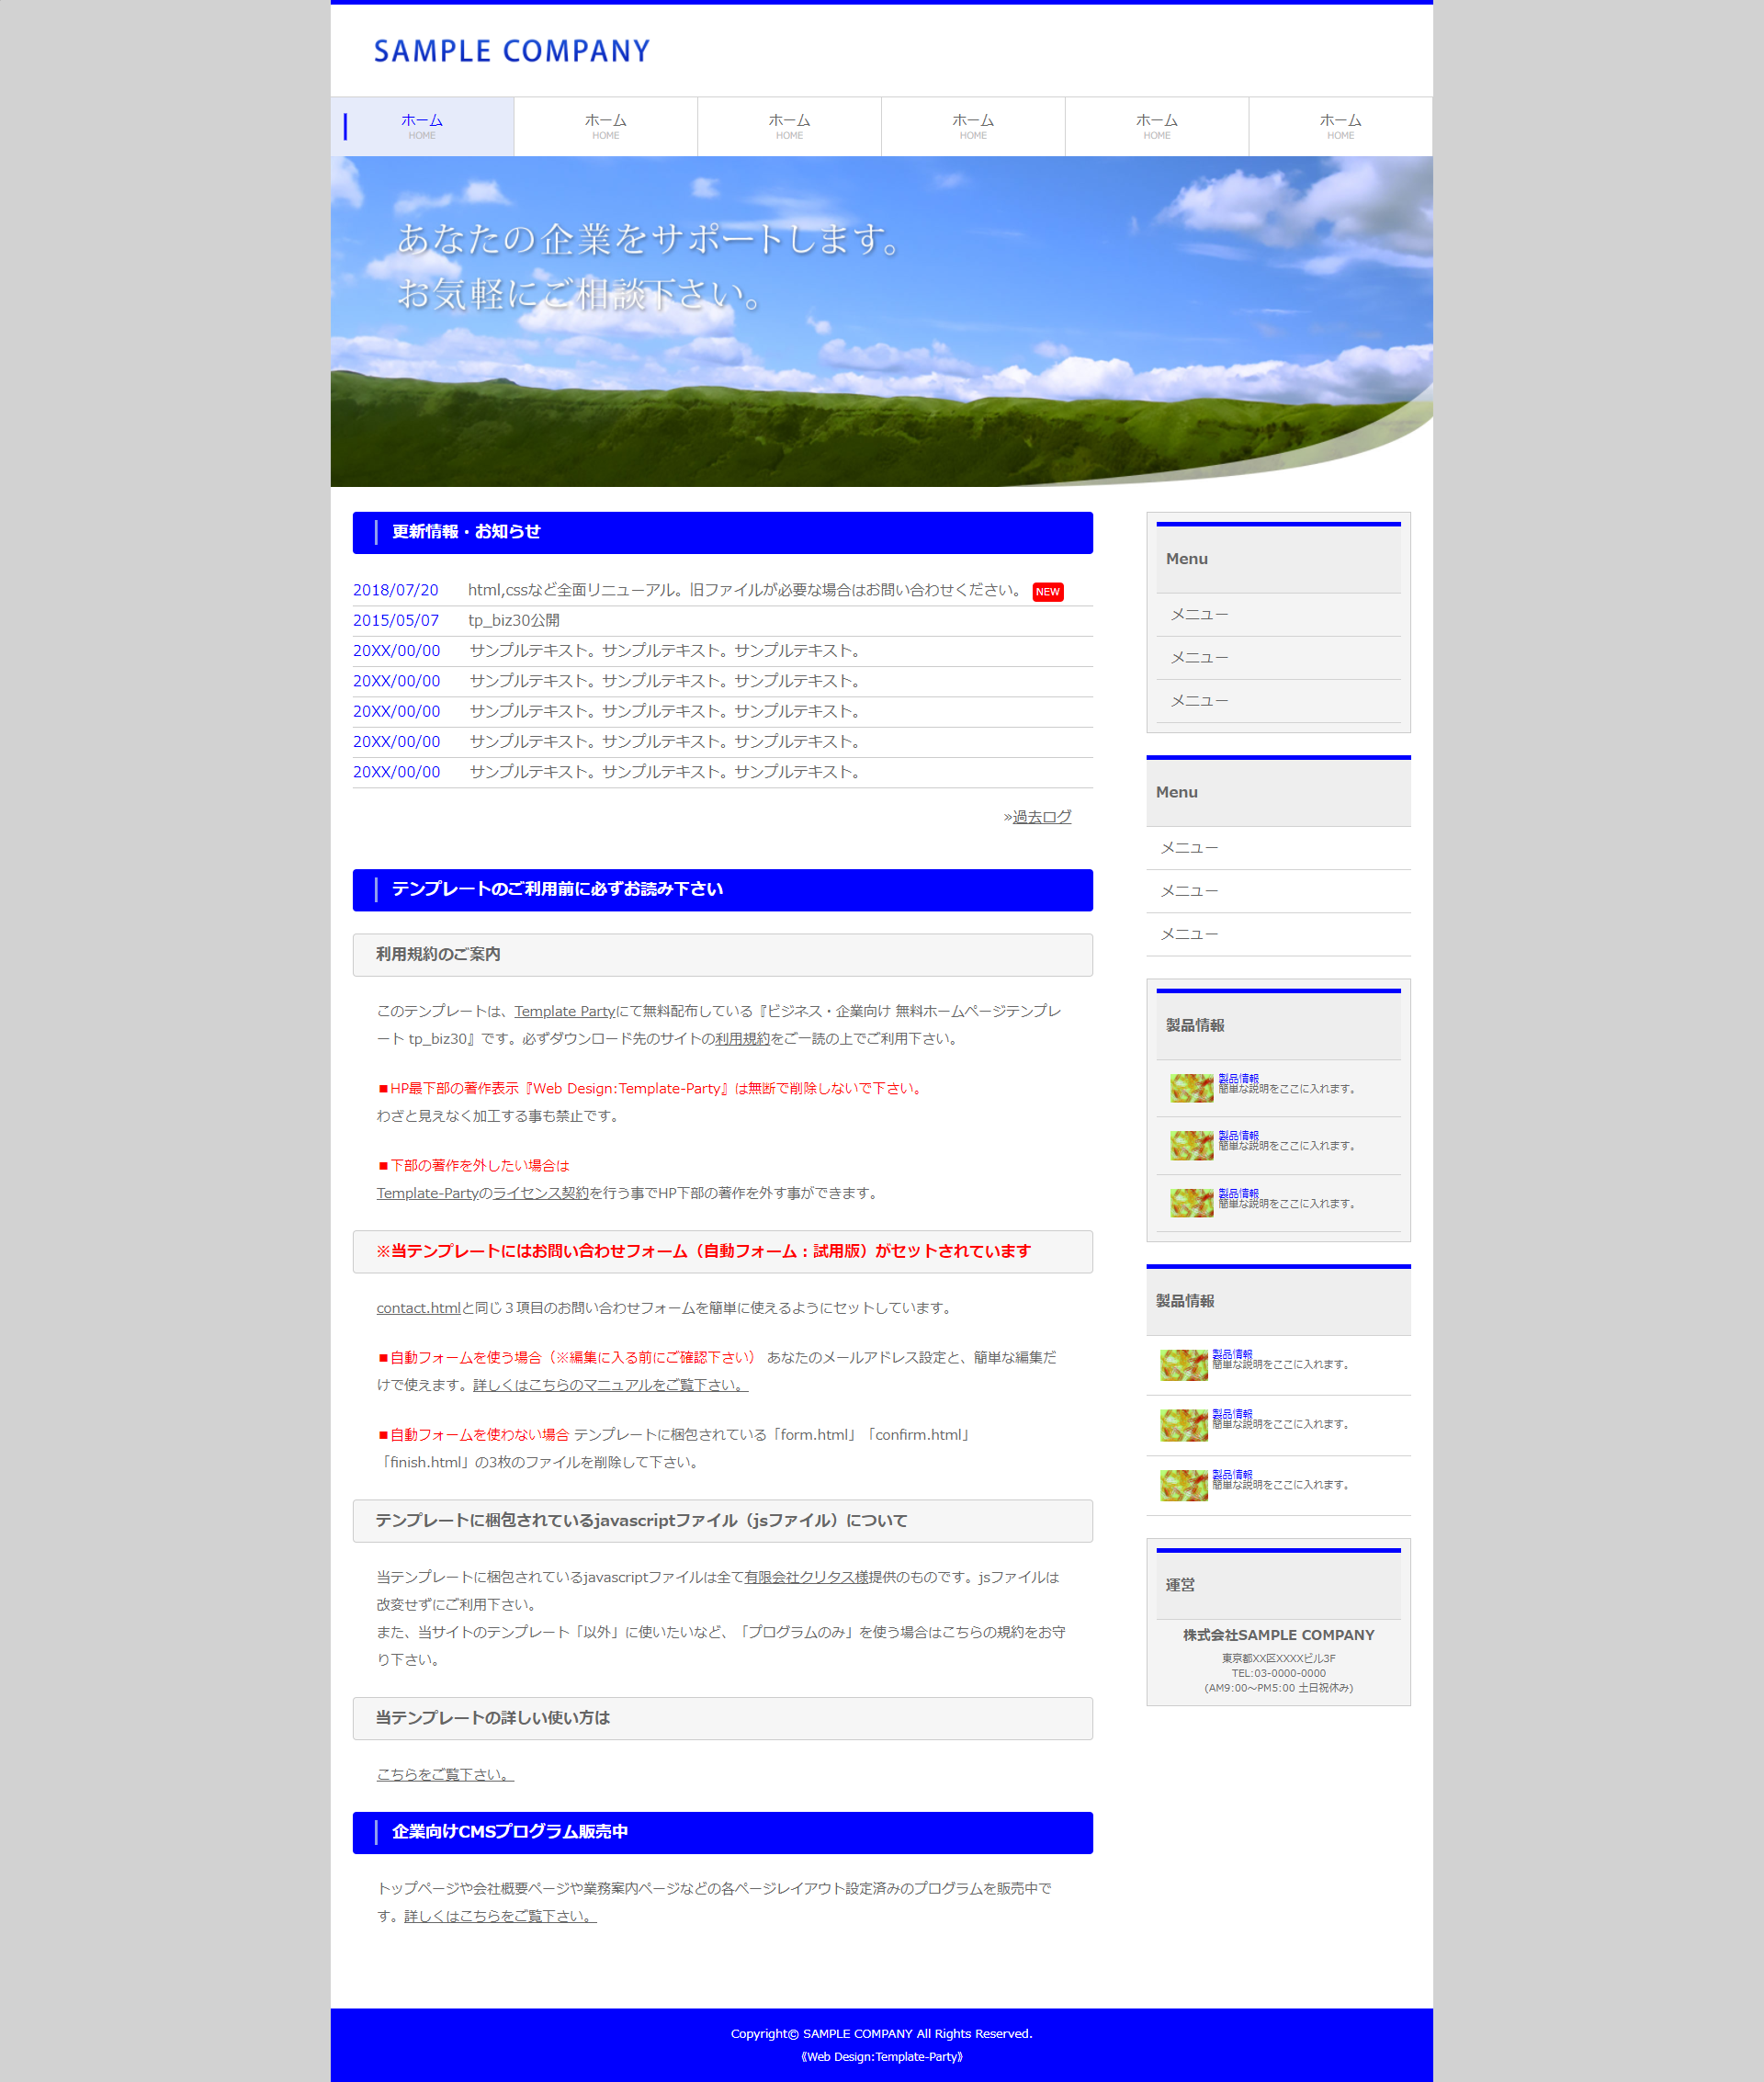 SAMPLE COMPANY
ホーム
HOME
ホーム
HOME
ホーム
HOME
ホーム
HOME
ホーム
HOME
ホーム
HOME
あなたの企業をサポートします。
お気軽にご相談下さい。
更新情報・お知らせ
2018/07/20 html,cssなど全面リニューアル。旧ファイルが必要な場合はお問い合わせください。 NEW
2015/05/07 tp_biz30公開
20XX/00/00 サンプルテキスト。サンプルテキスト。サンプルテキスト。
20XX/00/00 サンプルテキスト。サンプルテキスト。サンプルテキスト。
20XX/00/00 サンプルテキスト。サンプルテキスト。サンプルテキスト。
20XX/00/00 サンプルテキスト。サンプルテキスト。サンプルテキスト。
20XX/00/00 サンプルテキスト。サンプルテキスト。サンプルテキスト。
»過去ログ
テンプレートのご利用前に必ずお読み下さい
利用規約のご案内
このテンプレートは、Template Partyにて無料配布している『ビジネス・企業向け 無料ホームページテンプレ
ート tp_biz30』です。必ずダウンロード先のサイトの利用規約をご一読の上でご利用下さい。
■HP最下部の著作表示『Web Design:Template-Party』は無断で削除しないで下さい。
わざと見えなく加工する事も禁止です。
■下部の著作を外したい場合は
Template-Partyのライセンス契約を行う事でHP下部の著作を外す事ができます。
※当テンプレートにはお問い合わせフォーム（自動フォーム：試用版）がセットされています
contact.htmlと同じ３項目のお問い合わせフォームを簡単に使えるようにセットしています。
■自動フォームを使う場合（※編集に入る前にご確認下さい） あなたのメールアドレス設定と、簡単な編集だ
けで使えます。詳しくはこちらのマニュアルをご覧下さい。
■自動フォームを使わない場合 テンプレートに梱包されている「form.html」「confirm.html」
「finish.html」の3枚のファイルを削除して下さい。
テンプレートに梱包されているjavascriptファイル（jsファイル）について
当テンプレートに梱包されているjavascriptファイルは全て有限会社クリタス様提供のものです。jsファイルは
改変せずにご利用下さい。
また、当サイトのテンプレート「以外」に使いたいなど、「プログラムのみ」を使う場合はこちらの規約をお守
り下さい。
当テンプレートの詳しい使い方は
こちらをご覧下さい。
企業向けCMSプログラム販売中
トップページや会社概要ページや業務案内ページなどの各ページレイアウト設定済みのプログラムを販売中で
す。詳しくはこちらをご覧下さい。
Menu
メニュー
メニュー
メニュー
Menu
メニュー
メニュー
メニュー
製品情報
製品情報
簡単な説明をここに入れます。
製品情報
簡単な説明をここに入れます。
製品情報
簡単な説明をここに入れます。
製品情報
製品情報
簡単な説明をここに入れます。
製品情報
簡単な説明をここに入れます。
製品情報
簡単な説明をここに入れます。
運営
株式会社SAMPLE COMPANY
東京都XX区XXXXビル3F
TEL:03-0000-0000
(AM9:00〜PM5:00 土日祝休み)
Copyright© SAMPLE COMPANY All Rights Reserved.
《Web Design:Template-Party》